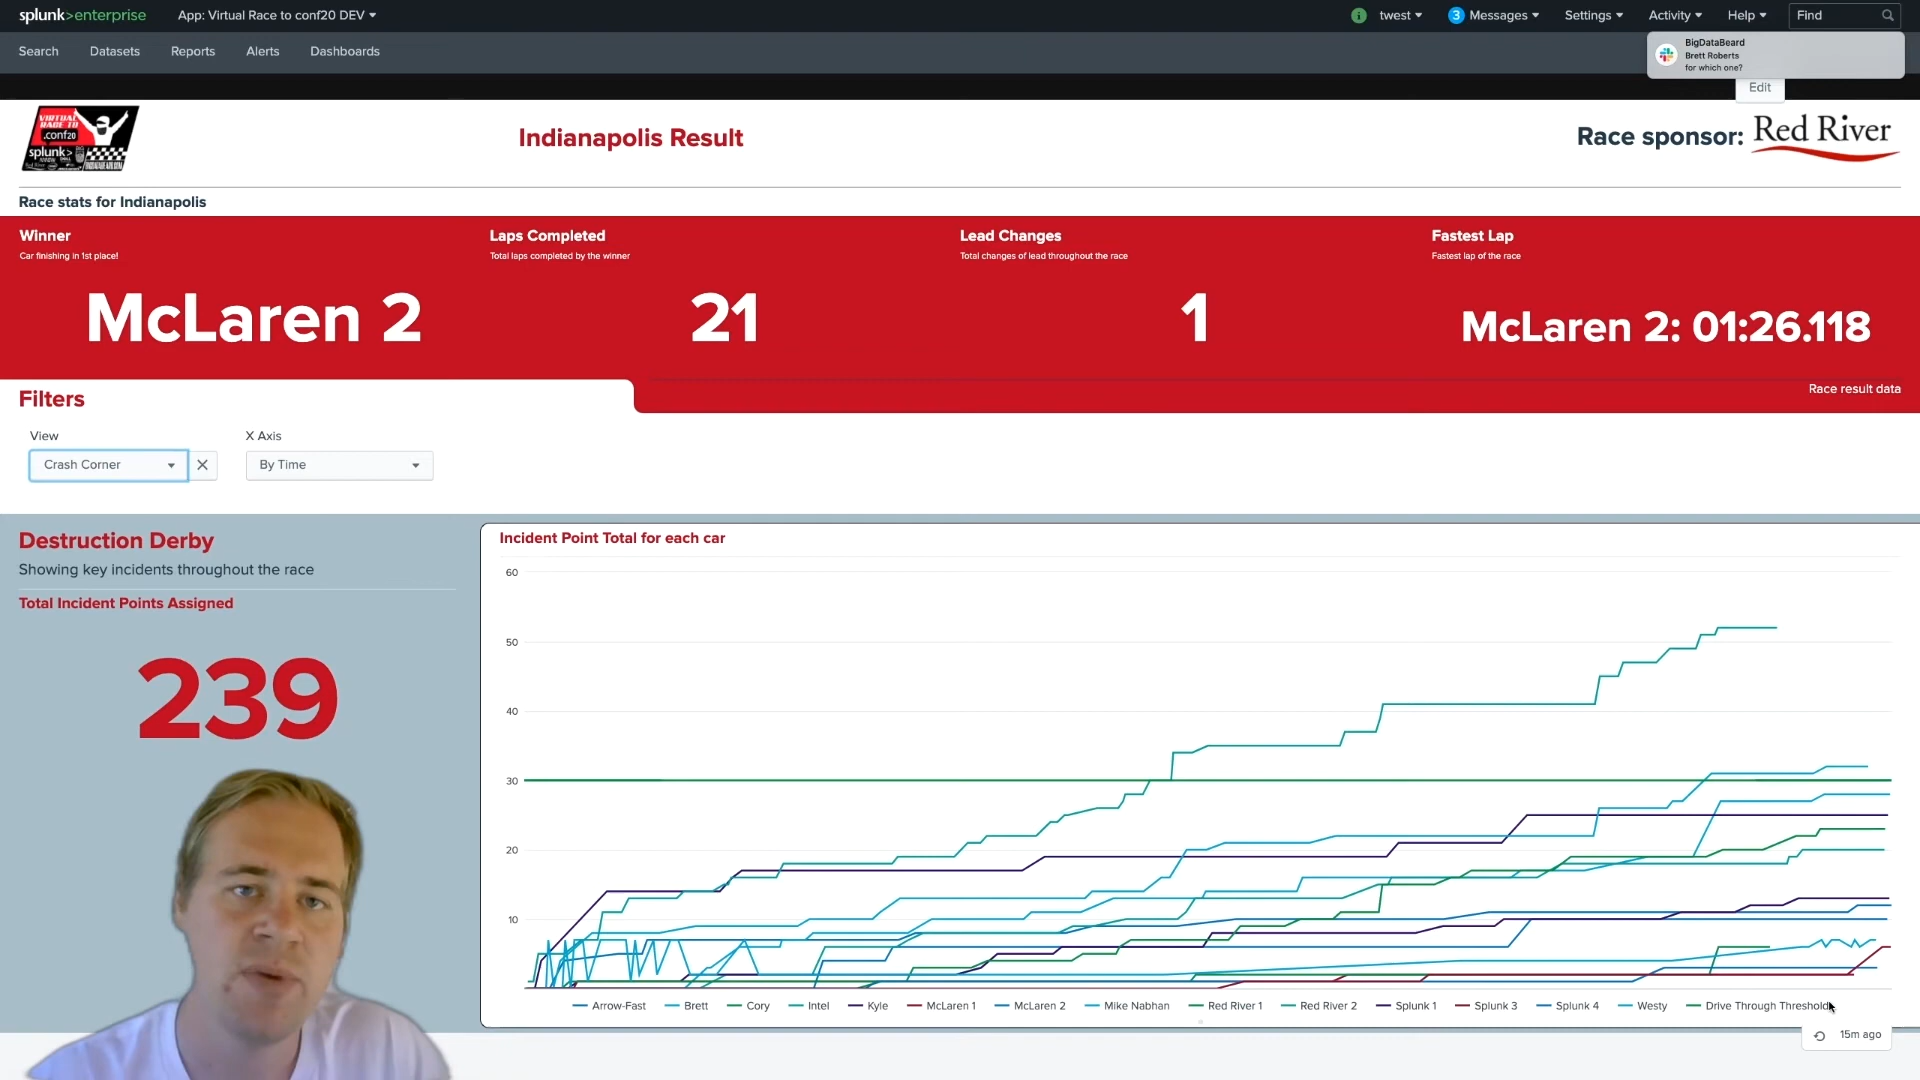 splunk>enterprise
App: Virtual Race to conf20 DEV
i
twest
3
Messages
Settings
Activity
Help
Find
Search
Datasets
Reports
Alerts
Dashboards
BigDataBeard
Brett Roberts
for which one?
Edit
VIRTUAL
RACE TO
.conf20
splunk>
Indianapolis Result
Race sponsor:
Red River
Race stats for Indianapolis
Winner
Car finishing in 1st place!
McLaren 2
Laps Completed
Total laps completed by the winner
21
Lead Changes
Total changes of lead throughout the race
1
Fastest Lap
Fastest lap of the race
McLaren 2: 01:26.118
Race result data
Filters
View
Crash Corner
X Axis
By Time
Destruction Derby
Showing key incidents throughout the race
Total Incident Points Assigned
239
Incident Point Total for each car
60
50
40
30
20
10
Arrow-Fast
Brett
Cory
Intel
Kyle
McLaren 1
McLaren 2
Mike Nabhan
Red River 1
Red River 2
Splunk 1
Splunk 3
Splunk 4
Westy
Drive Through Threshold
15m ago